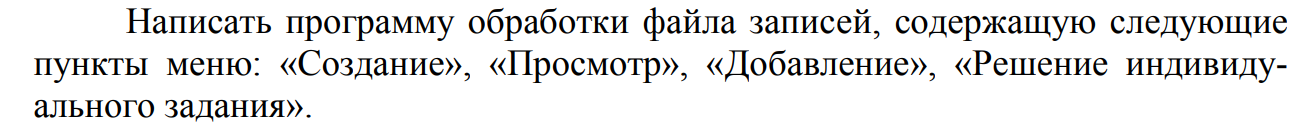 Написать программу обработки файла записей, содержащую следующие
пункты меню: «Создание», «Просмотр», «Добавление», «Решение индивиду-
ального задания».